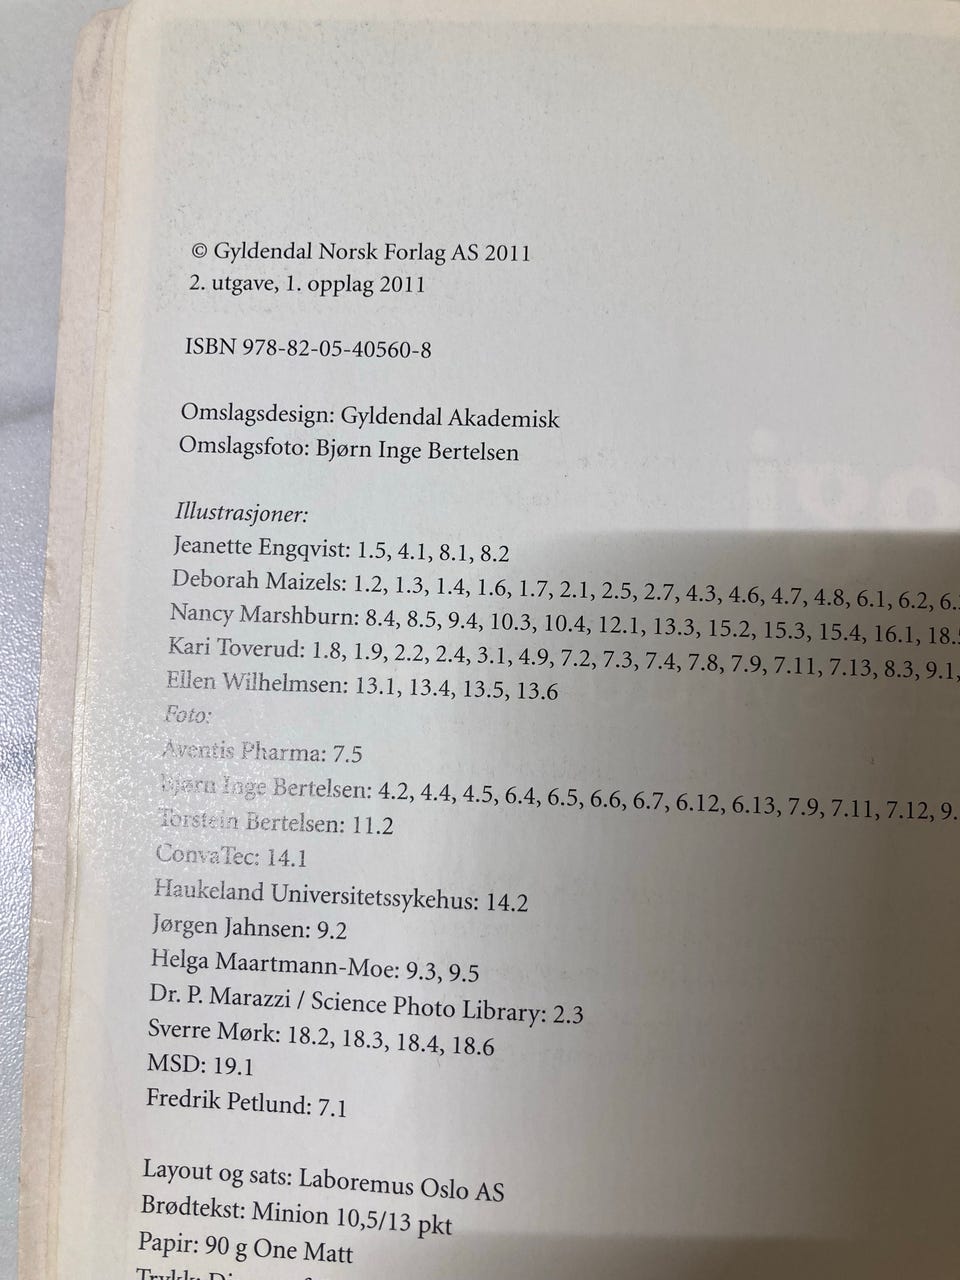 © Gyldendal Norsk Forlag AS 2011
2. utgave, 1. opplag 2011
ISBN 978-82-05-40560-8
Omslagsdesign: Gyldendal Akademisk
Omslagsfoto: Bjørn Inge Bertelsen
Illustrasjoner:
Jeanette Engqvist: 1.5, 4.1, 8.1, 8.2
Deborah Maizels: 1.2, 1.3, 1.4, 1.6, 1.7, 2.1, 2.5, 2.7, 4.3, 4.6, 4.7, 4.8, 6.1, 6.2,
Nancy Marshburn: 8.4, 8.5, 9.4, 10.3, 10.4, 12.1, 13.3, 15.2, 15.3, 15.4, 16.1,
Kari Toverud: 1.8, 1.9, 2.2, 2.4, 3.1, 4.9, 7.2, 7.3, 7.4, 7.8, 7.9, 7.11, 7.13, 8.3, 9.1,
Ellen Wilhelmsen: 13.1, 13.4, 13.5, 13.6
Foto:
Aventis Pharma: 7.5
Bjørn Inge Bertelsen: 4.2, 4.4, 4.5, 6.4, 6.5, 6.6, 6.7, 6.12, 6.13, 7.9, 7.11, 7.12,
Torstein Bertelsen: 11.2
ConvaTec: 14.1
Haukeland Universitetssykehus: 14.2
Jørgen Jahnsen: 9.2
Helga Maartmann-Moe: 9.3, 9.5
Dr. P. Marazzi / Science Photo Library: 2.3
Sverre Mørk: 18.2, 18.3, 18.4, 18.6
MSD: 19.1
Fredrik Petlund: 7.1
Layout og sats: Laboremus Oslo AS
Brødtekst: Minion 10,5/13 pkt
Papir: 90 g One Matt